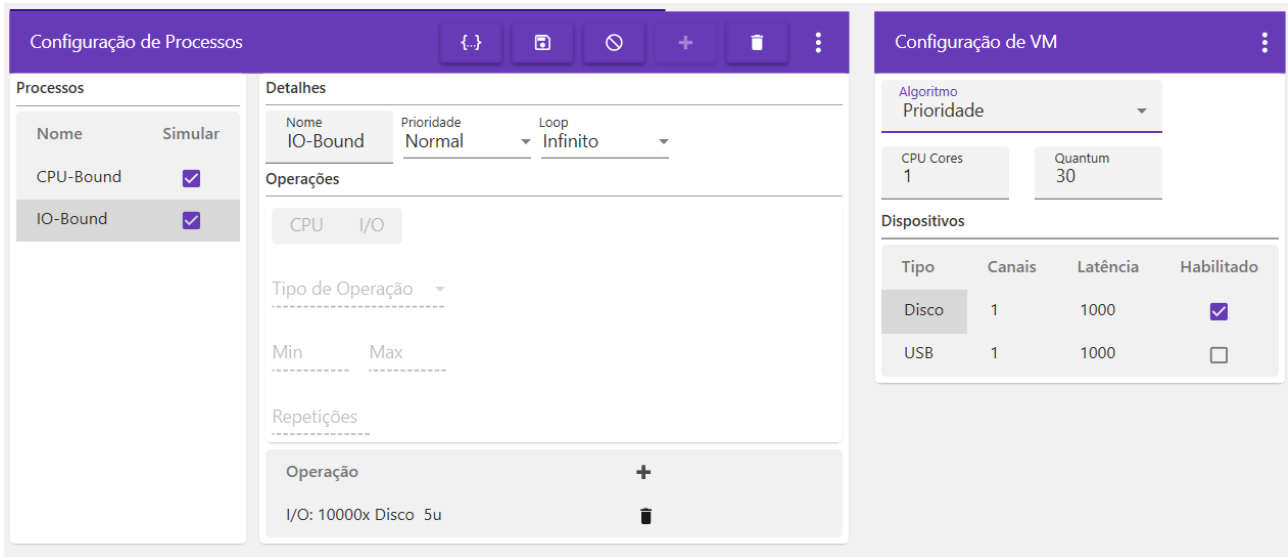 Configuração de Processos
{..}
Processos
Nome Simular
CPU-Bound
IO-Bound
Detalhes
Nome Prioridade Loop
IO-Bound Normal Infinito
Operações
CPU I/O
Tipo de Operação
Min Max
Repetições
Operação +
I/O: 10000x Disco 5u
Configuração de VM
Algoritmo
Prioridade
CPU Cores Quantum
1 30
Dispositivos
Tipo Canais Latência Habilitado
Disco 1 1000
USB 1 1000